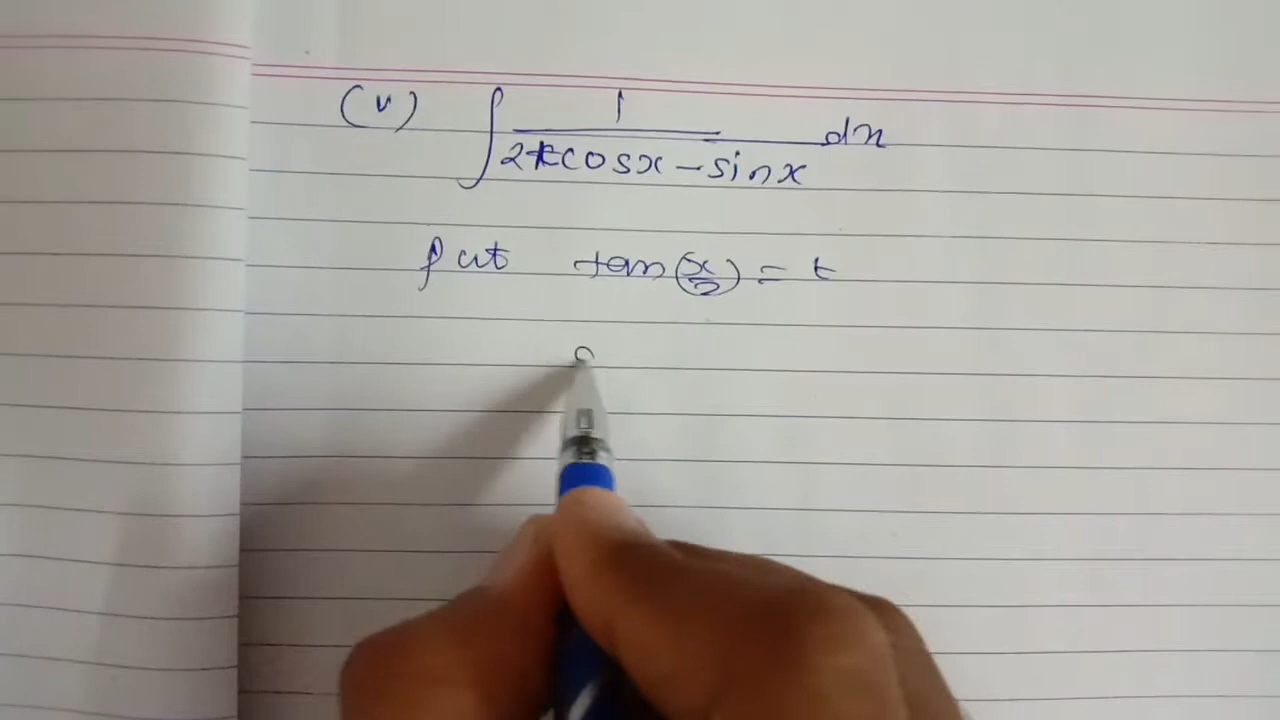 (v) ∫ 1/(2+cosx - sinx) dx
put tan(x/2) = t